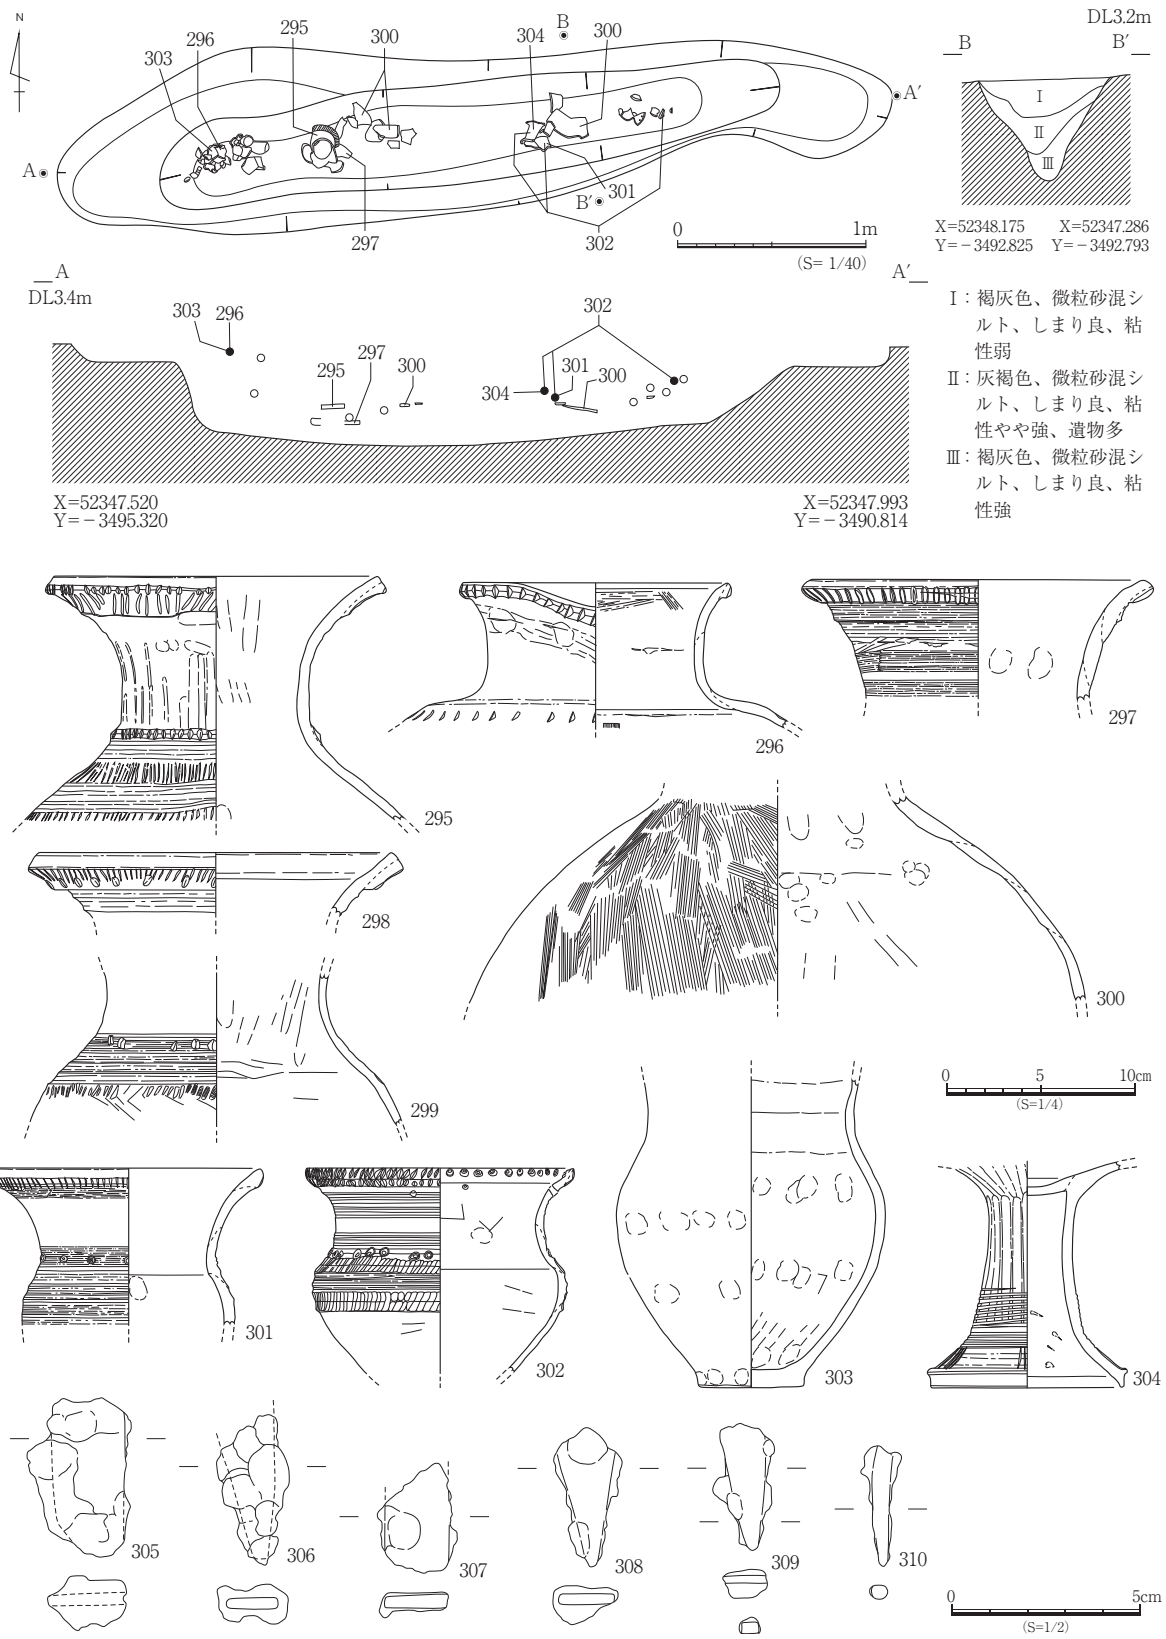 N
303
296
295
300
304
B
300
A
A′
B′
301
302
297
0 1m
(S= 1/40)
DL3.2m
B B′
Ⅰ
Ⅱ
Ⅲ
X=52348.175 X=52347.286
Y=−3492.825 Y=−3492.793
A A′
DL3.4m
303
296
295
297
300
302
304
301
300
X=52347.520
Y=−3495.320
X=52347.993
Y=−3490.814
Ⅰ：褐灰色、微粒砂混シ
ルト、しまり良、粘
性弱
Ⅱ：灰褐色、微粒砂混シ
ルト、しまり良、粘
性やや強、遺物多
Ⅲ：褐灰色、微粒砂混シ
ルト、しまり良、粘
性強
295
296
297
298
299
300
0 5 10㎝
(S=1/4)
301
302
303
304
305
306
307
308
309
310
0 5cm
(S=1/2)